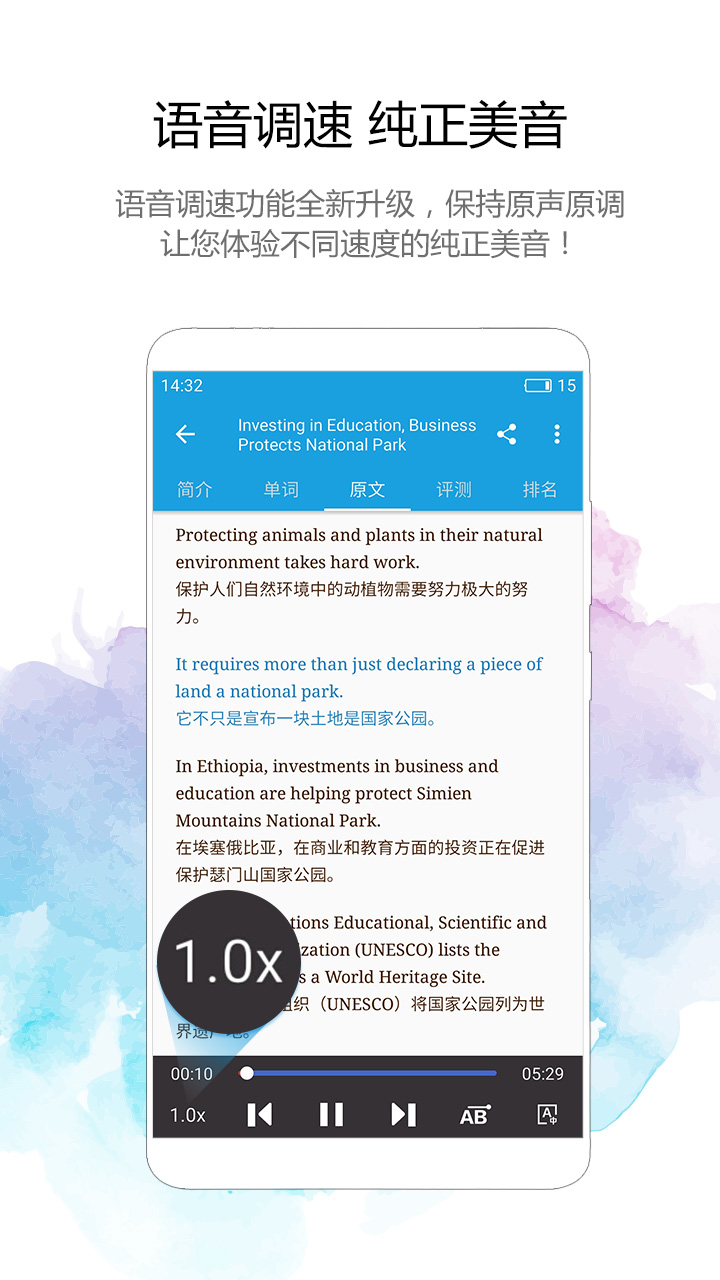 语音调速 纯正美音
语音调速功能全新升级，保持原声原调
让您体验不同速度的纯正美音！
14:32 15
Investing in Education, Business
Protects National Park
简介 单词 原文 评测 排名
Protecting animals and plants in their natural
environment takes hard work.
保护人们自然环境中的动植物需要努力极大的努
力。
It requires more than just declaring a piece of
land a national park.
它不只是宣布一块土地是国家公园。
In Ethiopia, investments in business and
education are helping protect Simien
Mountains National Park.
在埃塞俄比亚，在商业和教育方面的投资正在促进
保护瑟门山国家公园。
tions Educational, Scientific and
zation (UNESCO) lists the
s a World Heritage Site.
组织（UNESCO）将国家公园列为世
界遗产地。
1.0x
00:10 05:29
1.0x AB A中